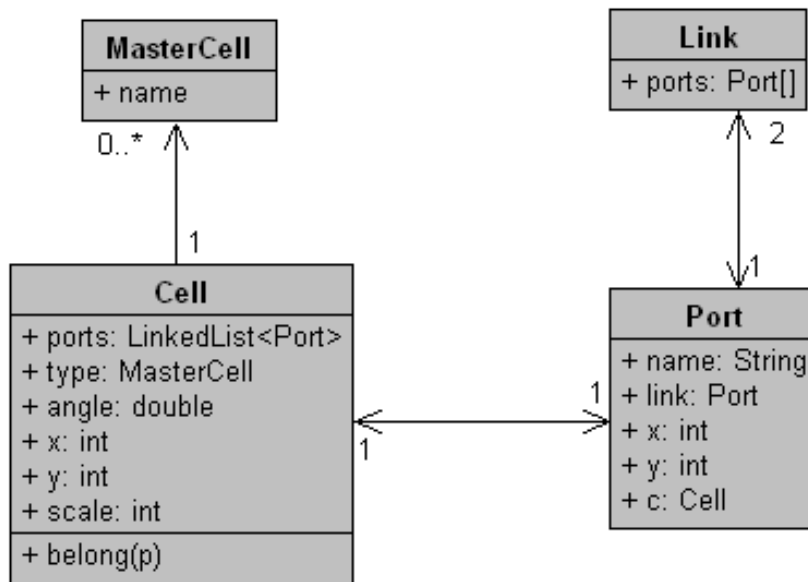 MasterCell
+ name
0..*
1
Link
+ ports: Port[]
2
1
Cell
+ ports: LinkedList<Port>
+ type: MasterCell
+ angle: double
+ x: int
+ y: int
+ scale: int
+ belong(p)
1
1
Port
+ name: String
+ link: Port
+ x: int
+ y: int
+ c: Cell